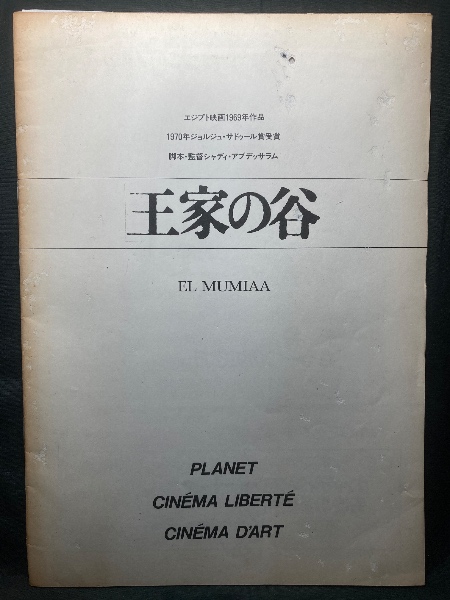 エジプト映画1969年作品
1970年ジョルジュ・サドゥール賞受賞
脚本・監督シャディ・アブデッサラム
王家の谷
EL MUMIAA
PLANET
CINÉMA LIBERTÉ
CINÉMA D'ART